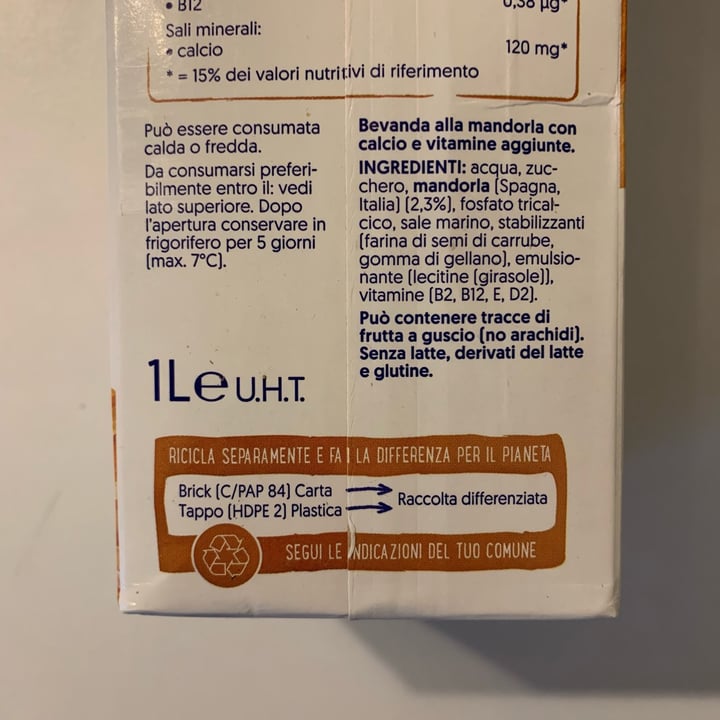 • B12 0,38 µg*
Sali minerali:
• calcio 120 mg*
* = 15% dei valori nutritivi di riferimento
Può essere consumata
calda o fredda.
Da consumarsi preferi-
bilmente entro il: vedi
lato superiore. Dopo
l'apertura conservare in
frigorifero per 5 giorni
(max. 7°C).
Bevanda alla mandorla con
calcio e vitamine aggiunte.
INGREDIENTI: acqua, zuc-
chero, mandorla (Spagna,
Italia) (2,3%), fosfato trical-
cico, sale marino, stabilizzanti
(farina di semi di carrube,
gomma di gellano), emulsio-
nante (lecitine (girasole)),
vitamine (B2, B12, E, D2).
Può contenere tracce di
frutta a guscio (no arachidi).
Senza latte, derivati del latte
e glutine.
1L e U.H.T.
RICICLA SEPARAMENTE E FAI LA DIFFERENZA PER IL PIANETA
Brick (C/PAP 84) Carta
Tappo (HDPE 2) Plastica
Raccolta differenziata
SEGUI LE INDICAZIONI DEL TUO COMUNE